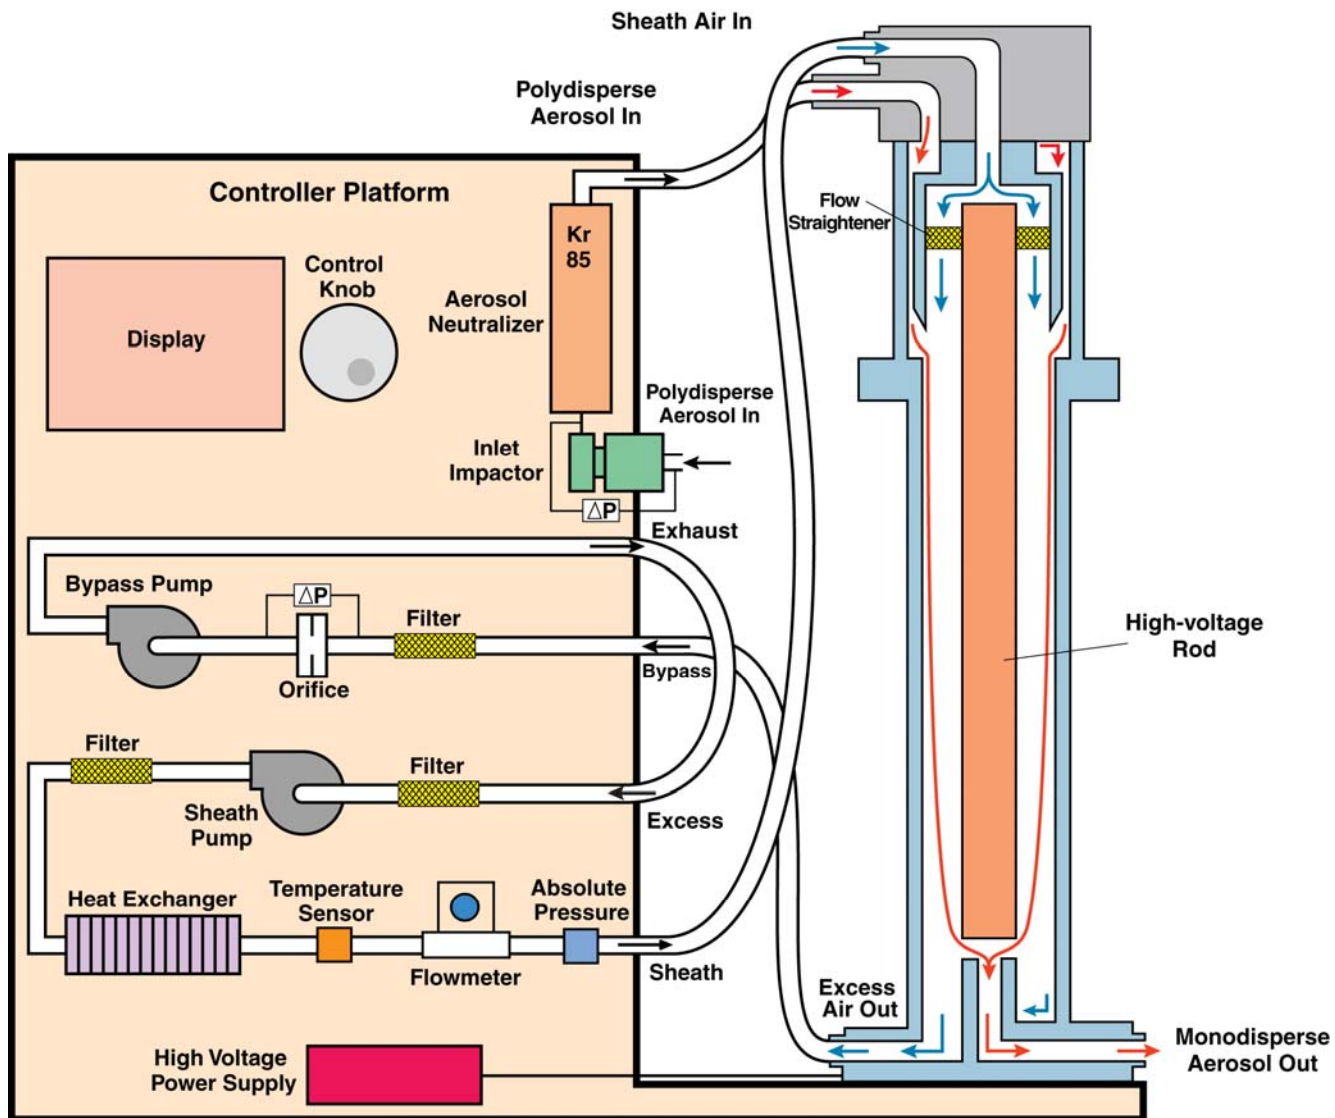 Sheath Air In
Polydisperse
Aerosol In
Controller Platform
Flow
Straightener
Kr
85
Control
Knob
Aerosol
Neutralizer
Display
Polydisperse
Aerosol In
Inlet
Impactor
ΔP
Exhaust
Bypass Pump
ΔP
Filter
High-voltage
Rod
Bypass
Orifice
Filter
Filter
Sheath
Pump
Excess
Heat Exchanger
Temperature
Sensor
Absolute
Pressure
Flowmeter
Sheath
Excess
Air Out
High Voltage
Power Supply
Monodisperse
Aerosol Out